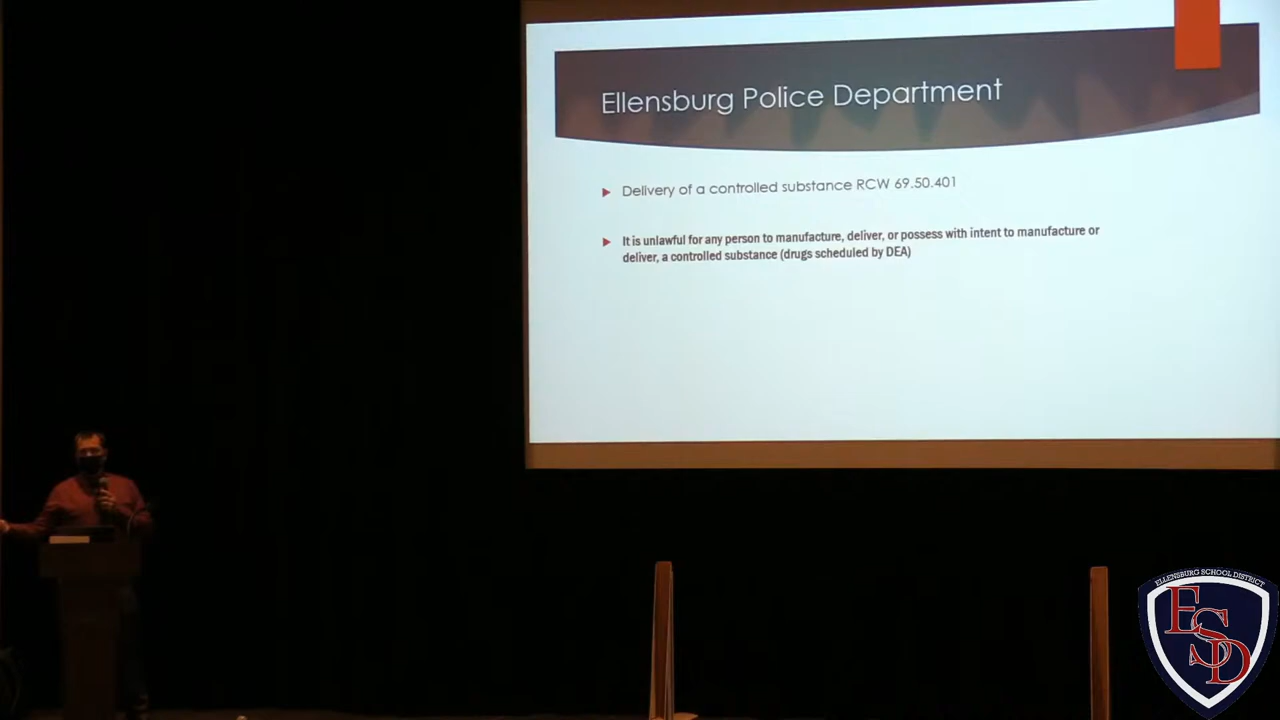 Ellensburg Police Department
Delivery of a controlled substance RCW 69.50.401
It is unlawful for any person to manufacture, deliver, or possess with intent to manufacture or
deliver, a controlled substance (drugs scheduled by DEA)
ELLENSBURG SCHOOL DISTRICT
ESD